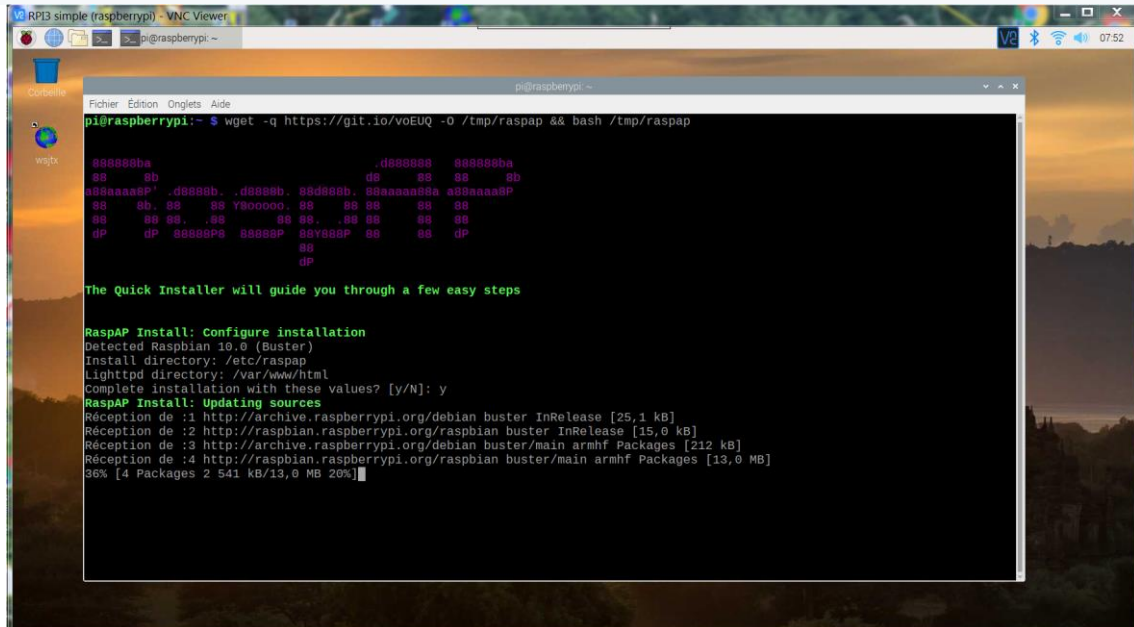 RPI3 simple (raspberrypi) - VNC Viewer
pi@raspberrypi: ~
07:52
Corbeille
wsjtx
pi@raspberrypi: ~
Fichier Édition Onglets Aide
pi@raspberrypi:~ $ wget -q https://git.io/voEUQ -O /tmp/raspap && bash /tmp/raspap
RaspAP
The Quick Installer will guide you through a few easy steps
RaspAP Install: Configure installation
Detected Raspbian 10.0 (Buster)
Install directory: /etc/raspap
Lighttpd directory: /var/www/html
Complete installation with these values? [y/N]: y
RaspAP Install: Updating sources
Réception de :1 http://archive.raspberrypi.org/debian buster InRelease [25,1 kB]
Réception de :2 http://raspbian.raspberrypi.org/raspbian buster InRelease [15,0 kB]
Réception de :3 http://archive.raspberrypi.org/debian buster/main armhf Packages [212 kB]
Réception de :4 http://raspbian.raspberrypi.org/raspbian buster/main armhf Packages [13,0 MB]
36% [4 Packages 2 541 kB/13,0 MB 20%]